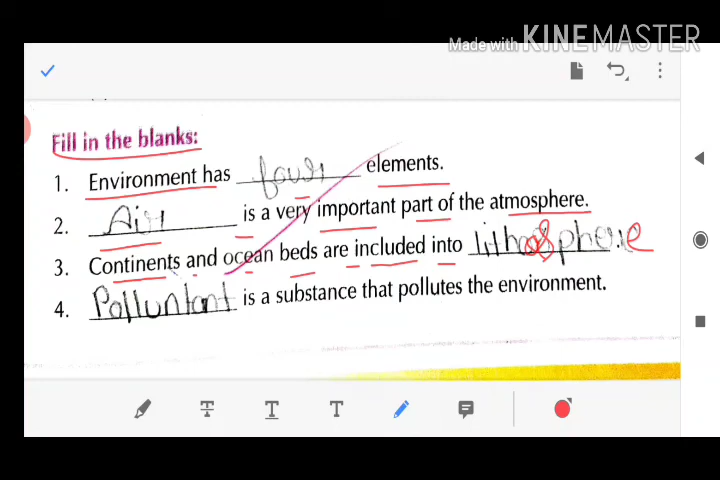 Made with KINEMASTER
Fill in the blanks:
1. Environment has four elements.
2. Air is a very important part of the atmosphere.
3. Continents and ocean beds are included into lithosphere
4. Polluntant is a substance that pollutes the environment.
T T T